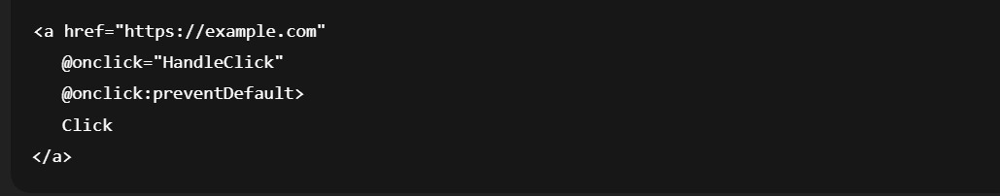 <a href="https://example.com"
@onclick="HandleClick"
@onclick:preventDefault>
Click
</a>